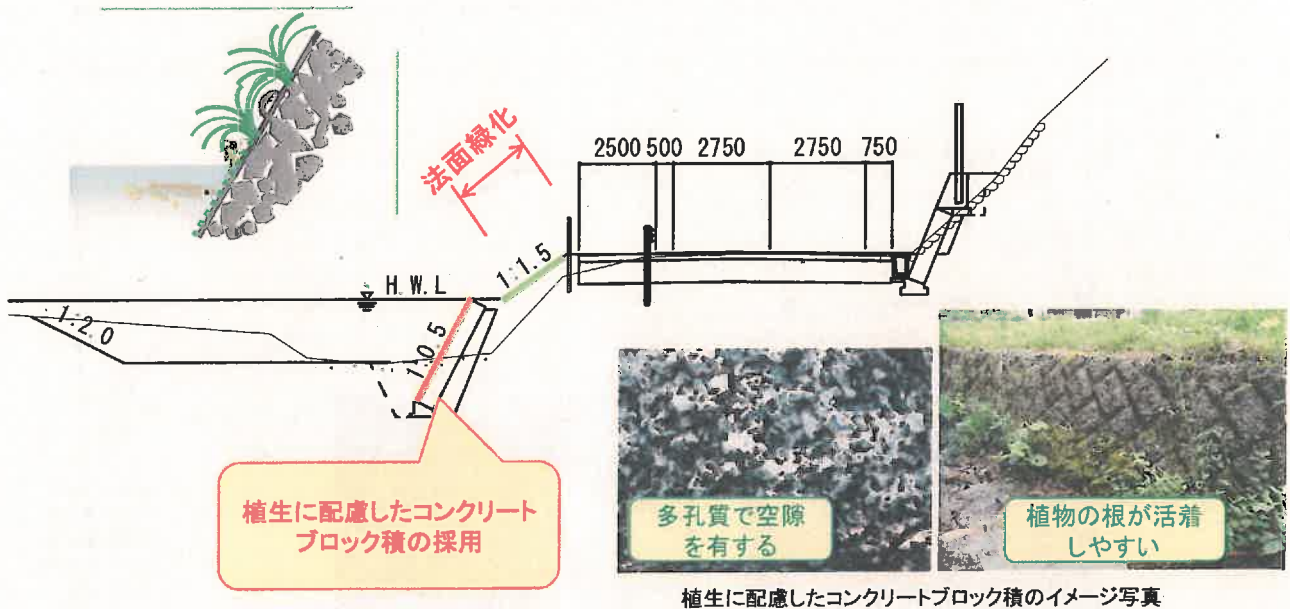 法面緑化
2500 500 2750 2750 750
1:1.5
H.W.L
1:2.0
1:0.5
植生に配慮したコンクリート
ブロック積の採用
多孔質で空隙
を有する
植物の根が活着
しやすい
植生に配慮したコンクリートブロック積のイメージ写真